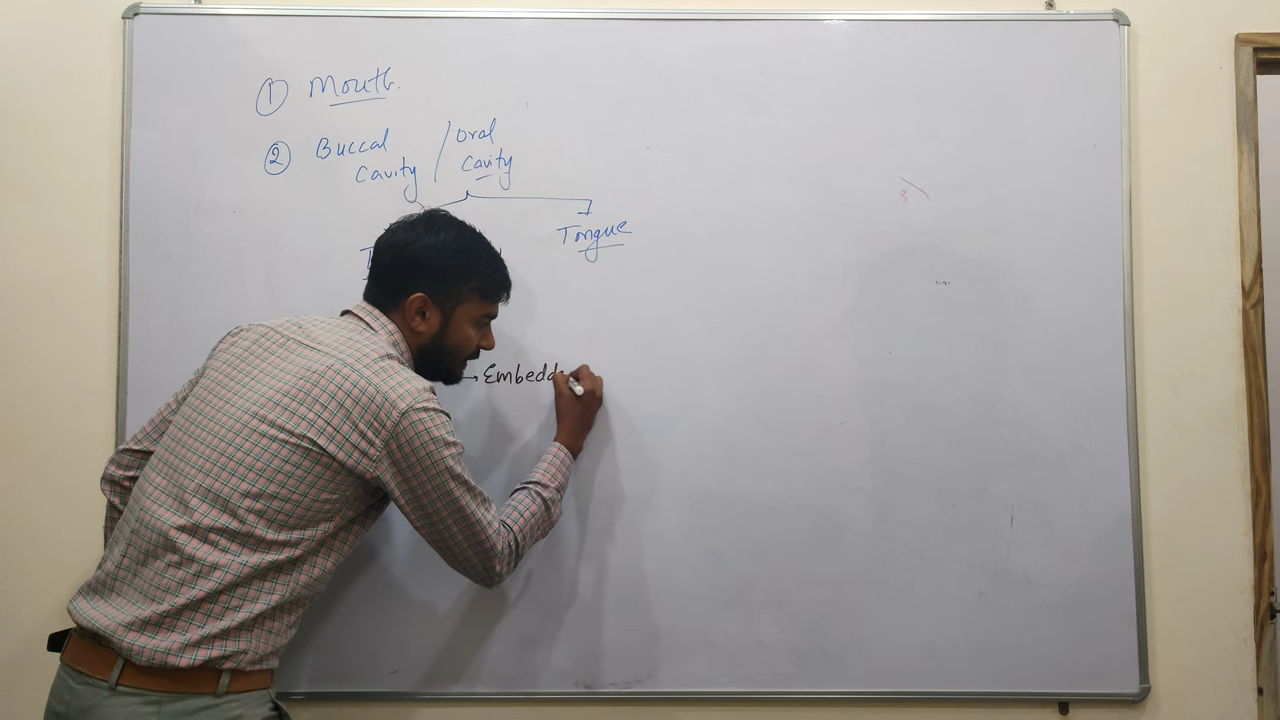 ① Mouth.
② Buccal Cavity / Oral Cavity
Tongue
→ Embedd